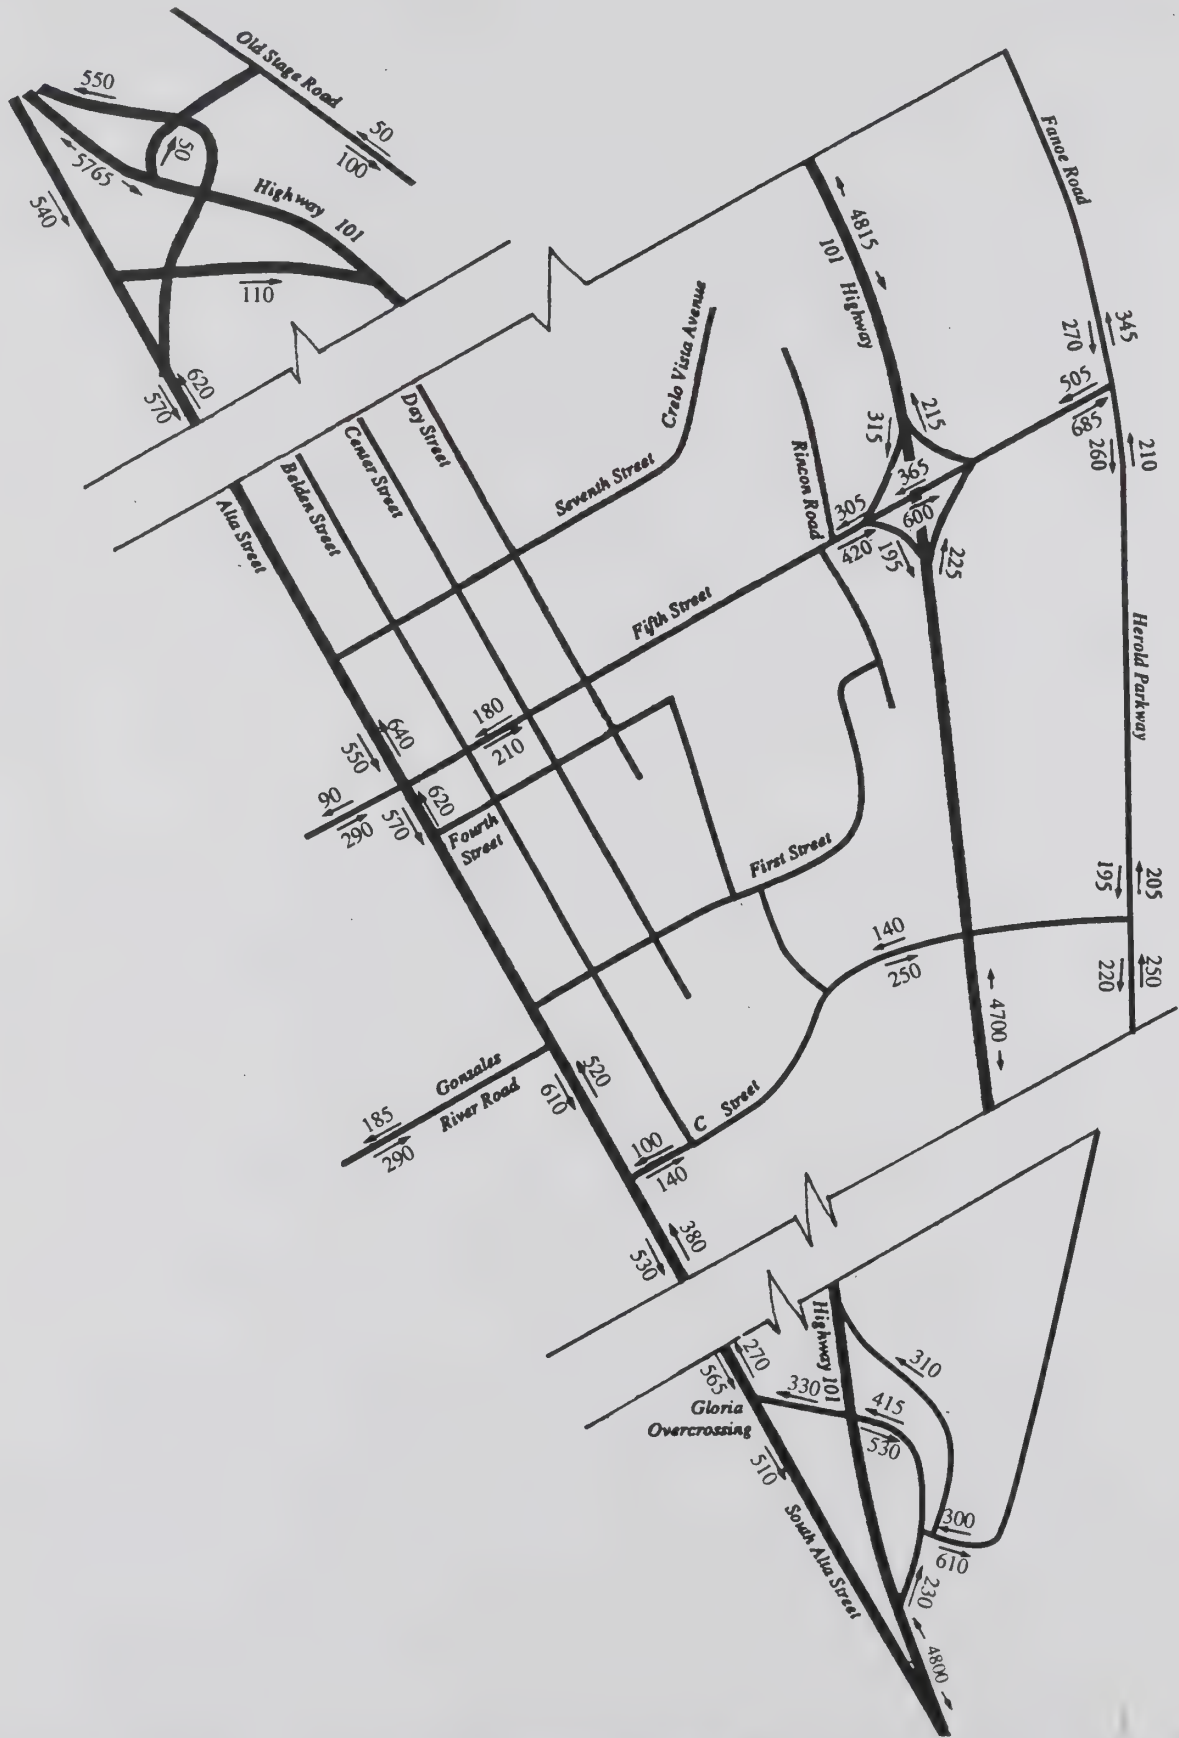 Old Stage Road
550
50
100
50
5765
540
Highway 101
110
620
570
Fanoe Road
4815
101 Highway
Crelo Vista Avenue
345
270
505
685
210
260
Day Street
Center Street
Belden Street
Alta Street
Seventh Street
Rincon Road
315
215
365
600
305
420
195
225
Fifth Street
Herold Parkway
180
210
640
550
90
290
620
570
Fourth
Street
First Street
205
195
140
250
250
220
4700
Gonzales
River Road
185
290
520
610
C Street
100
140
380
530
Highway 101
310
270
565
330
415
530
Gloria
Overcrossing
510
300
610
230
South Alta Street
4800